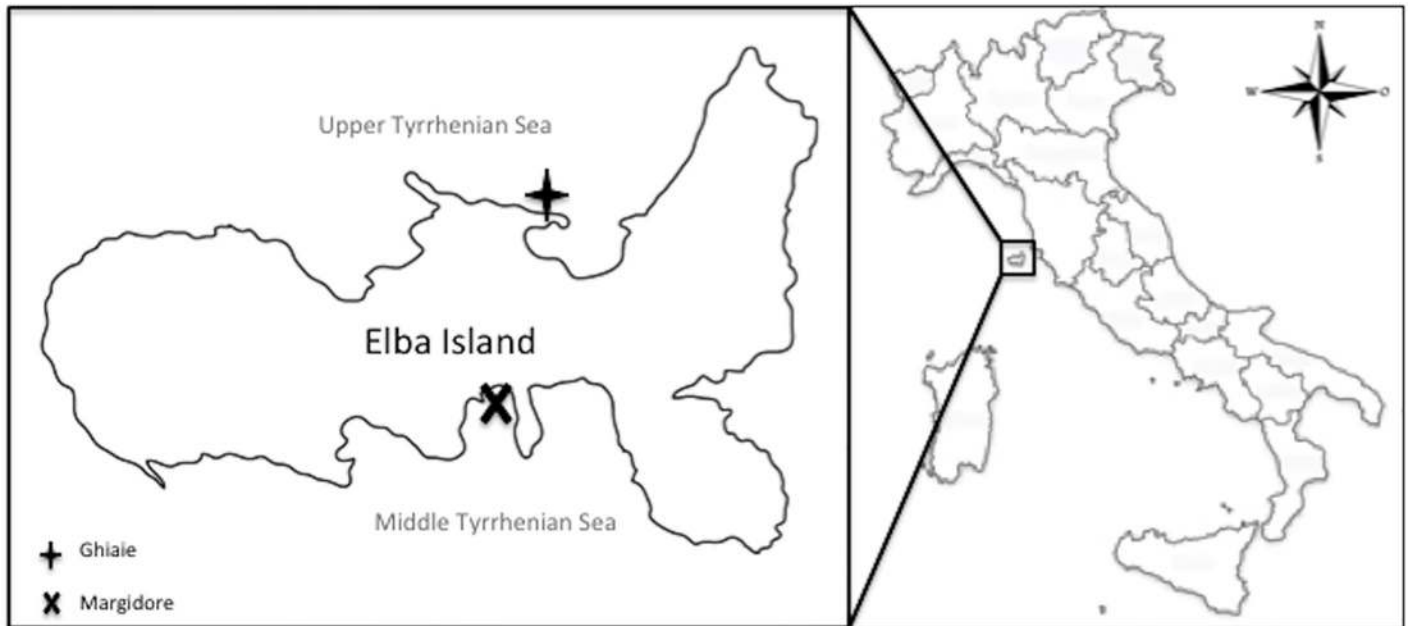 Upper Tyrrhenian Sea
Elba Island
Middle Tyrrhenian Sea
Ghiaie
Margidore
N
W
O
S